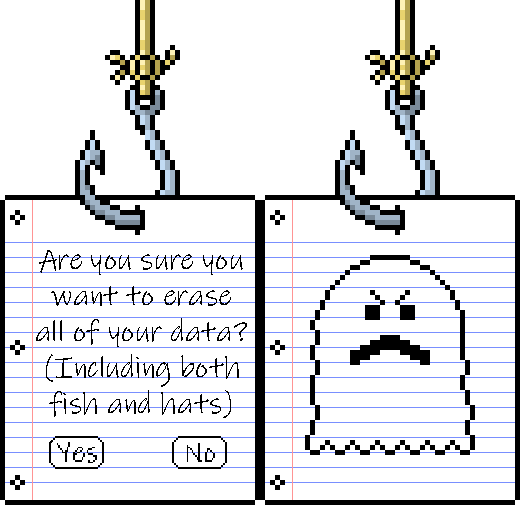 Are you sure you
want to erase
all of your data?
(Including both
fish and hats)
Yes
No